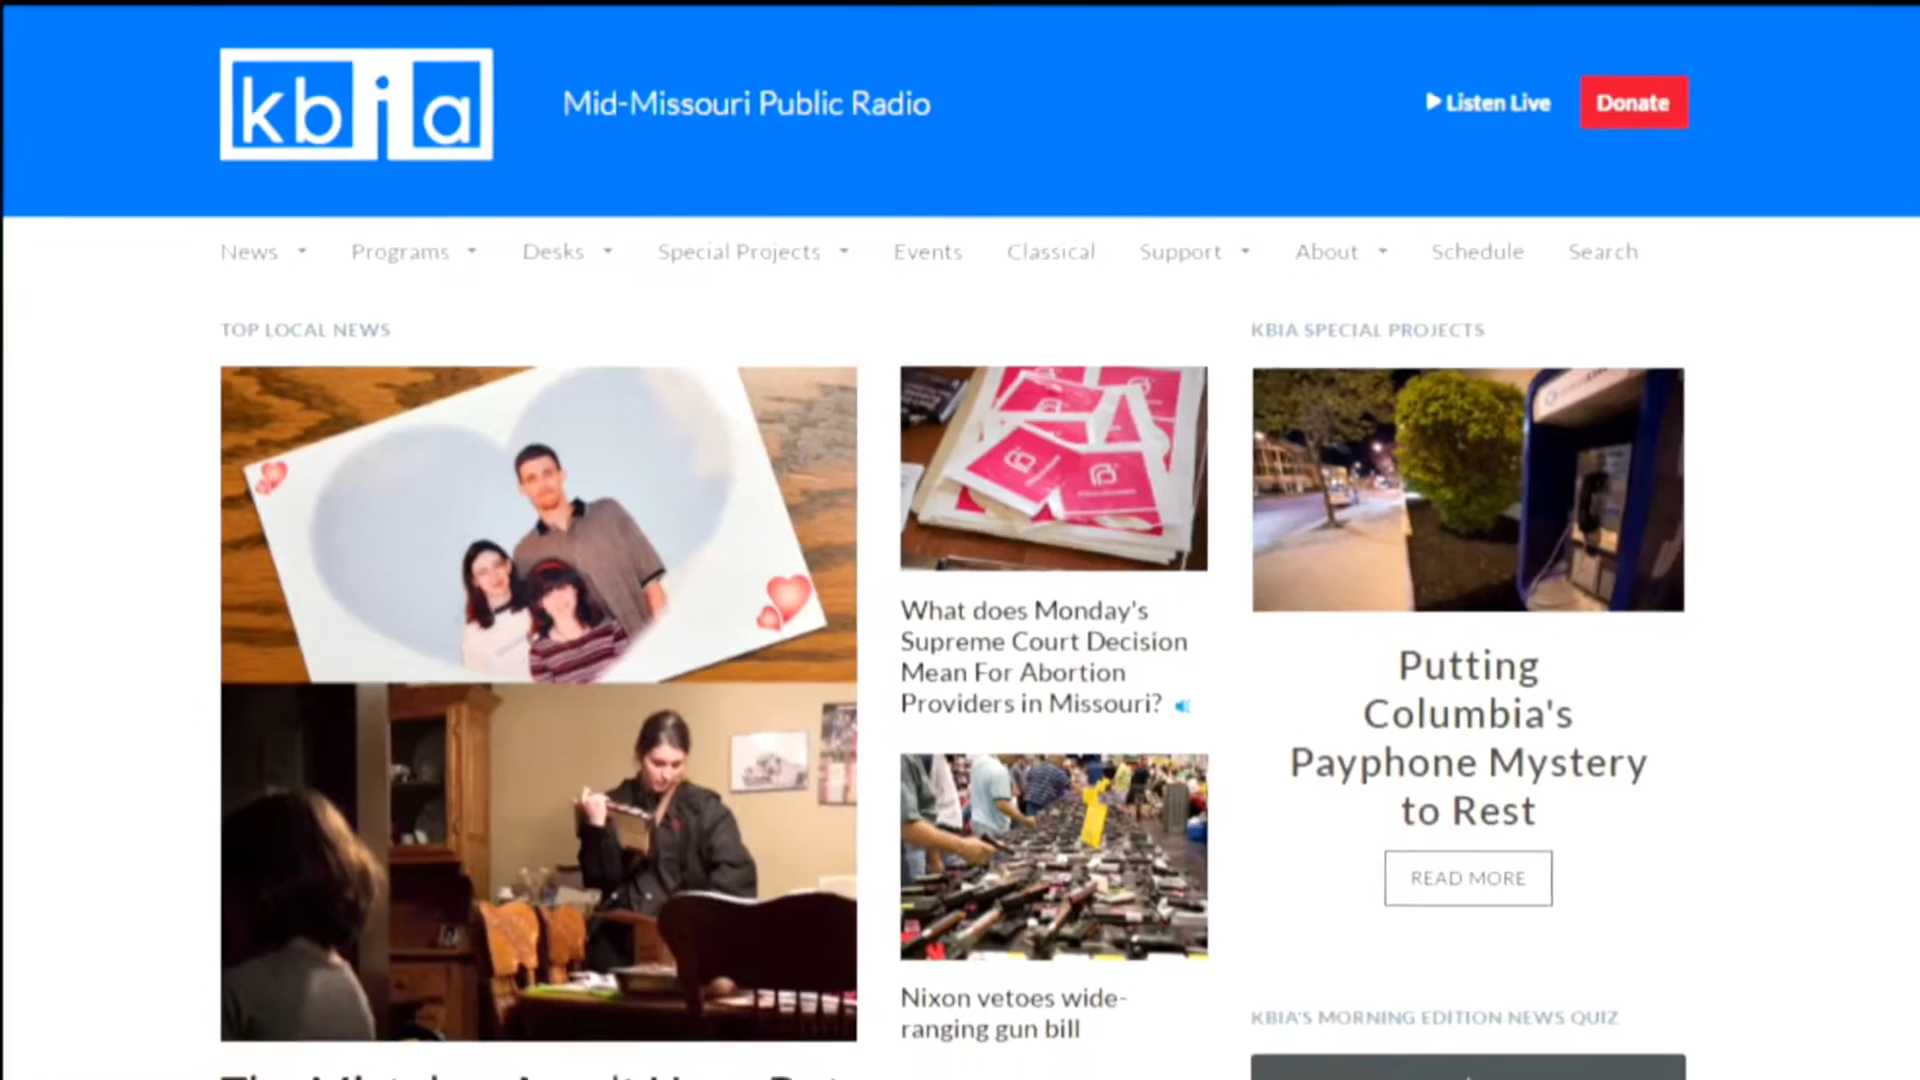 kbia
Mid-Missouri Public Radio
Listen Live
Donate
News
Programs
Desks
Special Projects
Events
Classical
Support
About
Schedule
Search
TOP LOCAL NEWS
What does Monday's
Supreme Court Decision
Mean For Abortion
Providers in Missouri?
Nixon vetoes wide-
ranging gun bill
KBIA SPECIAL PROJECTS
Putting
Columbia's
Payphone Mystery
to Rest
READ MORE
KBIA'S MORNING EDITION NEWS QUIZ